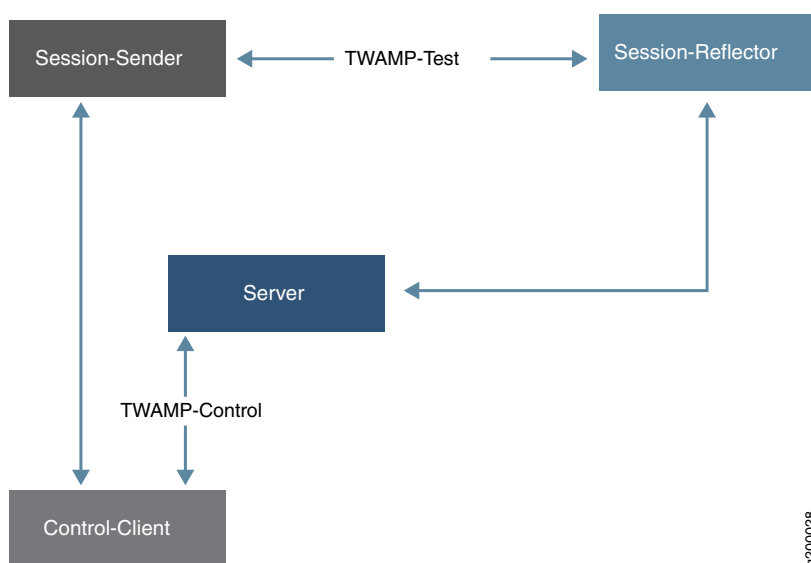 Session-Sender
TWAMP-Test
Session-Reflector
Server
TWAMP-Control
Control-Client